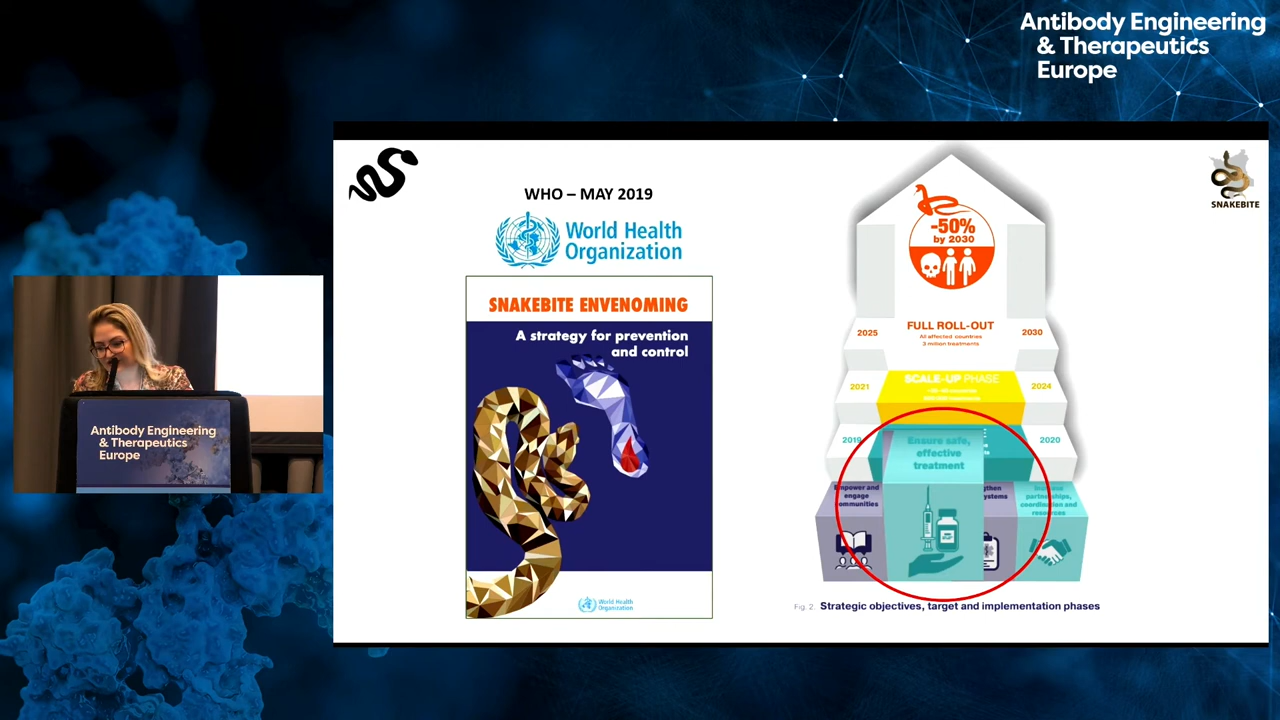 Antibody Engineering
& Therapeutics
Europe
WHO – MAY 2019
World Health
Organization
SNAKEBITE ENVENOMING
A strategy for prevention
and control
World Health
Organization
SNAKEBITE
-50%
by 2030
2025
FULL ROLL-OUT
2030
All affected countries
3 million treatments
2021
SCALE-UP PHASE
2024
2019
2020
Ensure safe,
effective
treatment
Empower and
engage
communities
Fig. 2. Strategic objectives, target and implementation phases
Antibody Engineering
& Therapeutics
Europe